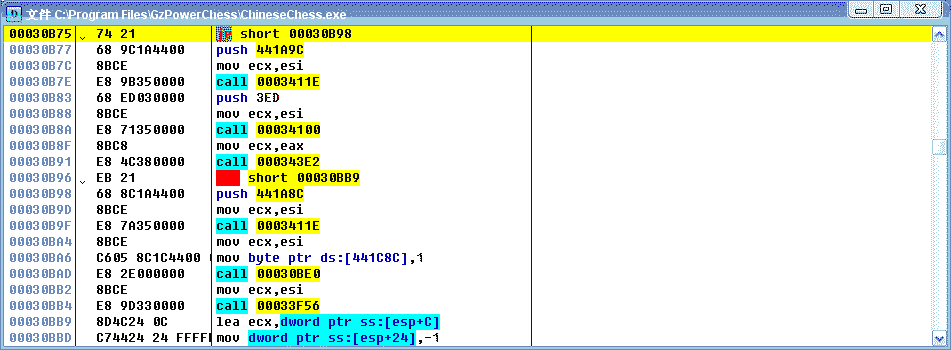 文件 C:\Program Files\GzPowerChess\ChineseChess.exe
00030B75 74 21 short 00030B98
00030B77 68 9C1A4400 push 441A9C
00030B7C 8BCE mov ecx,esi
00030B7E E8 9B350000 call 0003411E
00030B83 68 ED030000 push 3ED
00030B88 8BCE mov ecx,esi
00030B8A E8 71350000 call 00034100
00030B8F 8BC8 mov ecx,eax
00030B91 E8 4C380000 call 000343E2
00030B96 EB 21 short 00030BB9
00030B98 68 8C1A4400 push 441A8C
00030B9D 8BCE mov ecx,esi
00030B9F E8 7A350000 call 0003411E
00030BA4 8BCE mov ecx,esi
00030BA6 C605 8C1C4400 mov byte ptr ds:[441C8C],1
00030BAD E8 2E000000 call 00030BE0
00030BB2 8BCE mov ecx,esi
00030BB4 E8 9D330000 call 00033F56
00030BB9 8D4C24 0C lea ecx,dword ptr ss:[esp+C]
00030BBD C74424 24 FFFFF mov dword ptr ss:[esp+24],-1